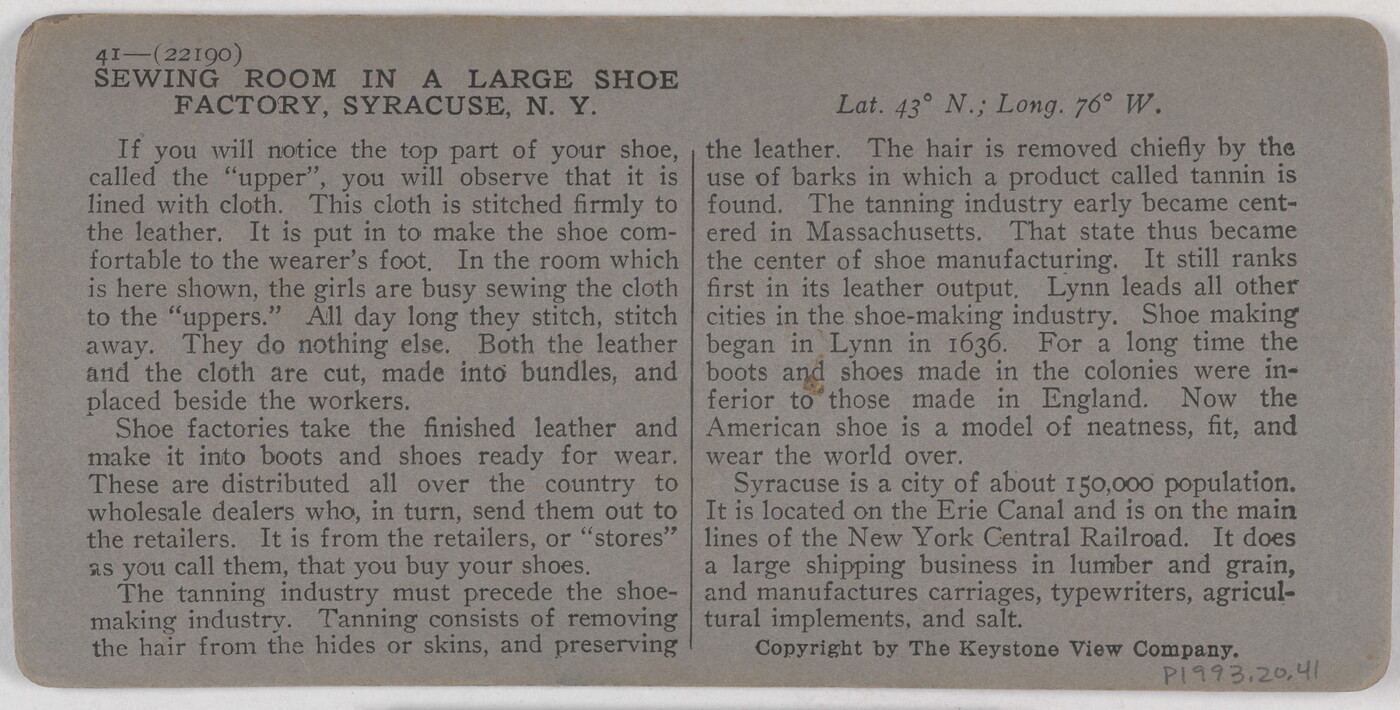 41—(22190)
SEWING ROOM IN A LARGE SHOE
FACTORY, SYRACUSE, N. Y.
Lat. 43° N.; Long. 76° W.
If you will notice the top part of your shoe,
called the “upper”, you will observe that it is
lined with cloth. This cloth is stitched firmly to
the leather. It is put in to make the shoe com-
fortable to the wearer’s foot. In the room which
is here shown, the girls are busy sewing the cloth
to the “uppers.” All day long they stitch, stitch
away. They do nothing else. Both the leather
and the cloth are cut, made into bundles, and
placed beside the workers.
Shoe factories take the finished leather and
make it into boots and shoes ready for wear.
These are distributed all over the country to
wholesale dealers who, in turn, send them out to
the retailers. It is from the retailers, or “stores”
as you call them, that you buy your shoes.
The tanning industry must precede the shoe-
making industry. Tanning consists of removing
the hair from the hides or skins, and preserving
the leather. The hair is removed chiefly by the
use of barks in which a product called tannin is
found. The tanning industry early became cent-
ered in Massachusetts. That state thus became
the center of shoe manufacturing. It still ranks
first in its leather output. Lynn leads all other
cities in the shoe-making industry. Shoe making
began in Lynn in 1636. For a long time the
boots and shoes made in the colonies were in-
ferior to those made in England. Now the
American shoe is a model of neatness, fit, and
wear the world over.
Syracuse is a city of about 150,000 population.
It is located on the Erie Canal and is on the main
lines of the New York Central Railroad. It does
a large shipping business in lumber and grain,
and manufactures carriages, typewriters, agricul-
tural implements, and salt.
Copyright by The Keystone View Company.
P1993.20.41